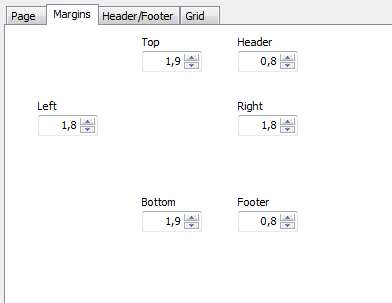 Page Margins Header/Footer Grid
Top Header
1,9 0,8
Left Right
1,8 1,8
Bottom Footer
1,9 0,8